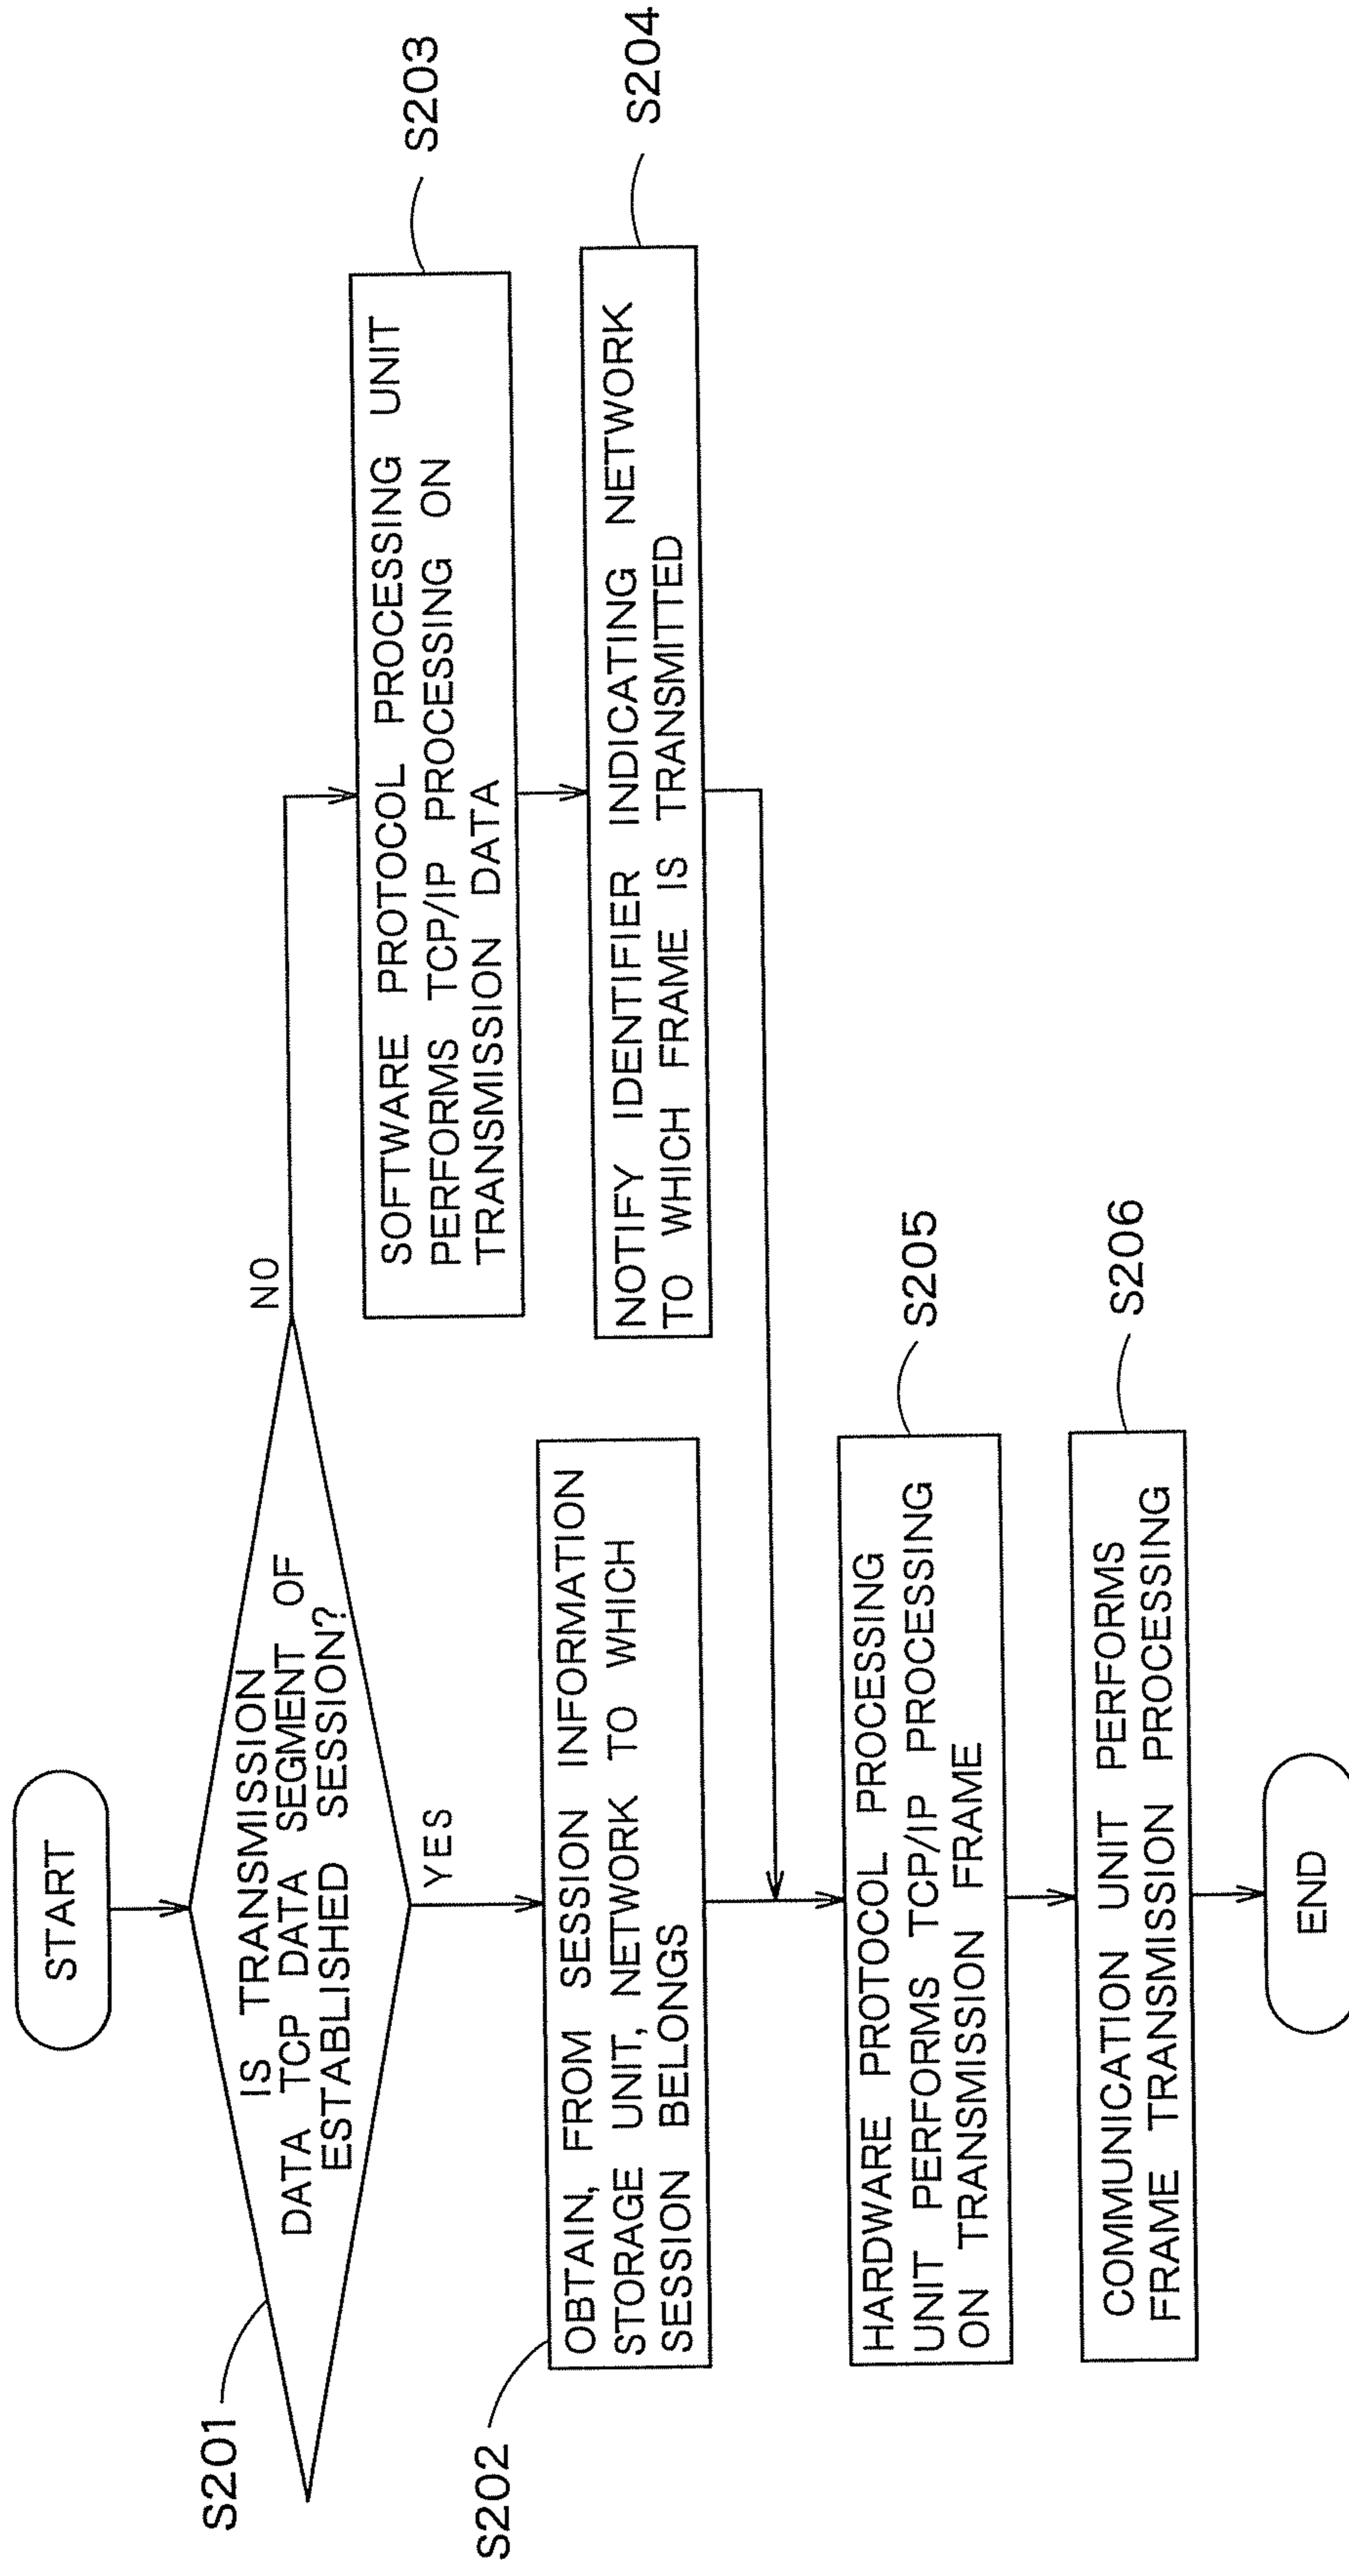 START
S201
IS TRANSMISSION
DATA TCP DATA SEGMENT OF
ESTABLISHED SESSION?
NO
YES
S202
OBTAIN, FROM SESSION INFORMATION
STORAGE UNIT, NETWORK TO WHICH
SESSION BELONGS
S203
SOFTWARE PROTOCOL PROCESSING UNIT
PERFORMS TCP/IP PROCESSING ON
TRANSMISSION DATA
S204
NOTIFY IDENTIFIER INDICATING NETWORK
TO WHICH FRAME IS TRANSMITTED
S205
HARDWARE PROTOCOL PROCESSING
UNIT PERFORMS TCP/IP PROCESSING
ON TRANSMISSION FRAME
S206
COMMUNICATION UNIT PERFORMS
FRAME TRANSMISSION PROCESSING
END